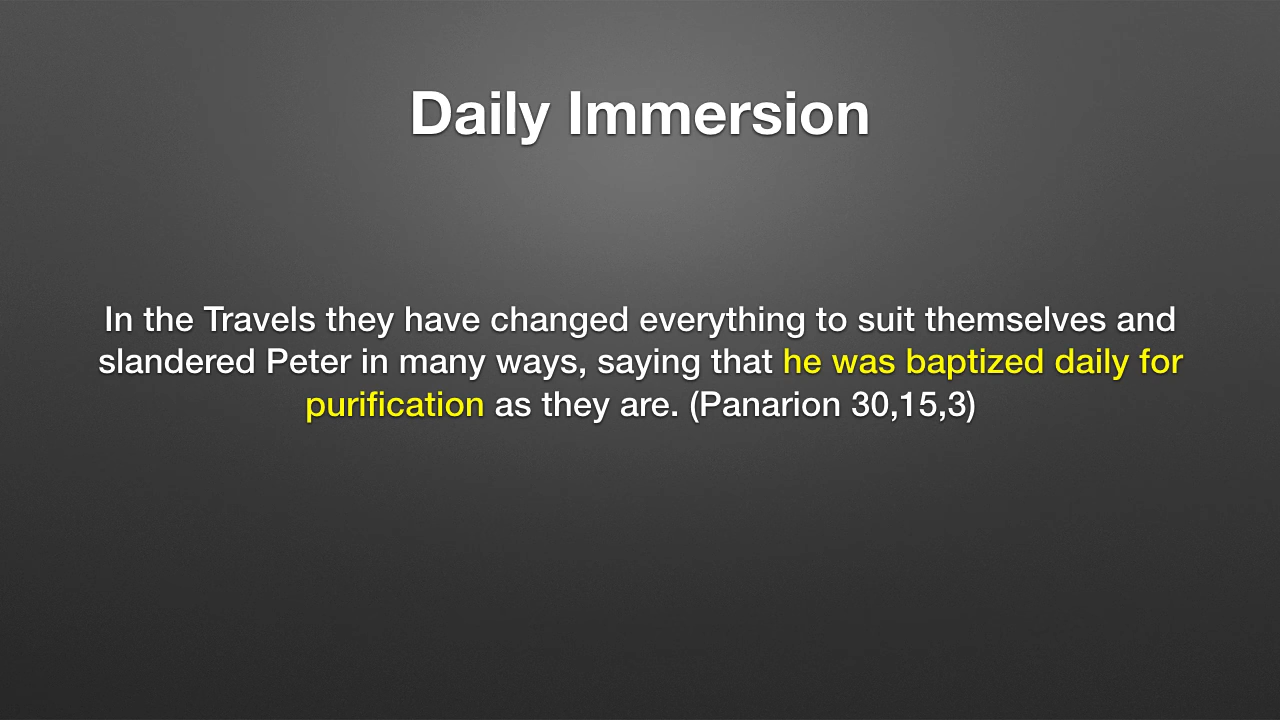 Daily Immersion
In the Travels they have changed everything to suit themselves and
slandered Peter in many ways, saying that he was baptized daily for
purification as they are. (Panarion 30,15,3)